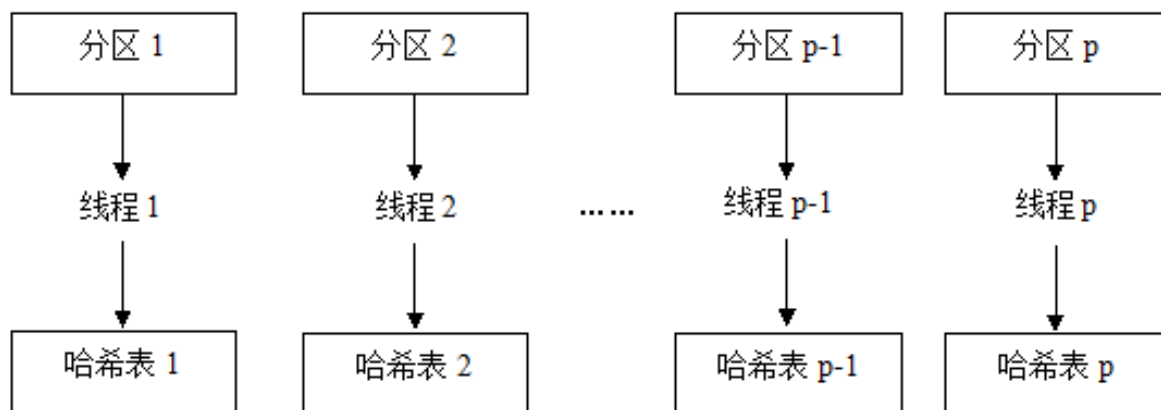 分区 1 分区 2 分区 p-1 分区 p
线程 1 线程 2 …… 线程 p-1 线程 p
哈希表 1 哈希表 2 哈希表 p-1 哈希表 p